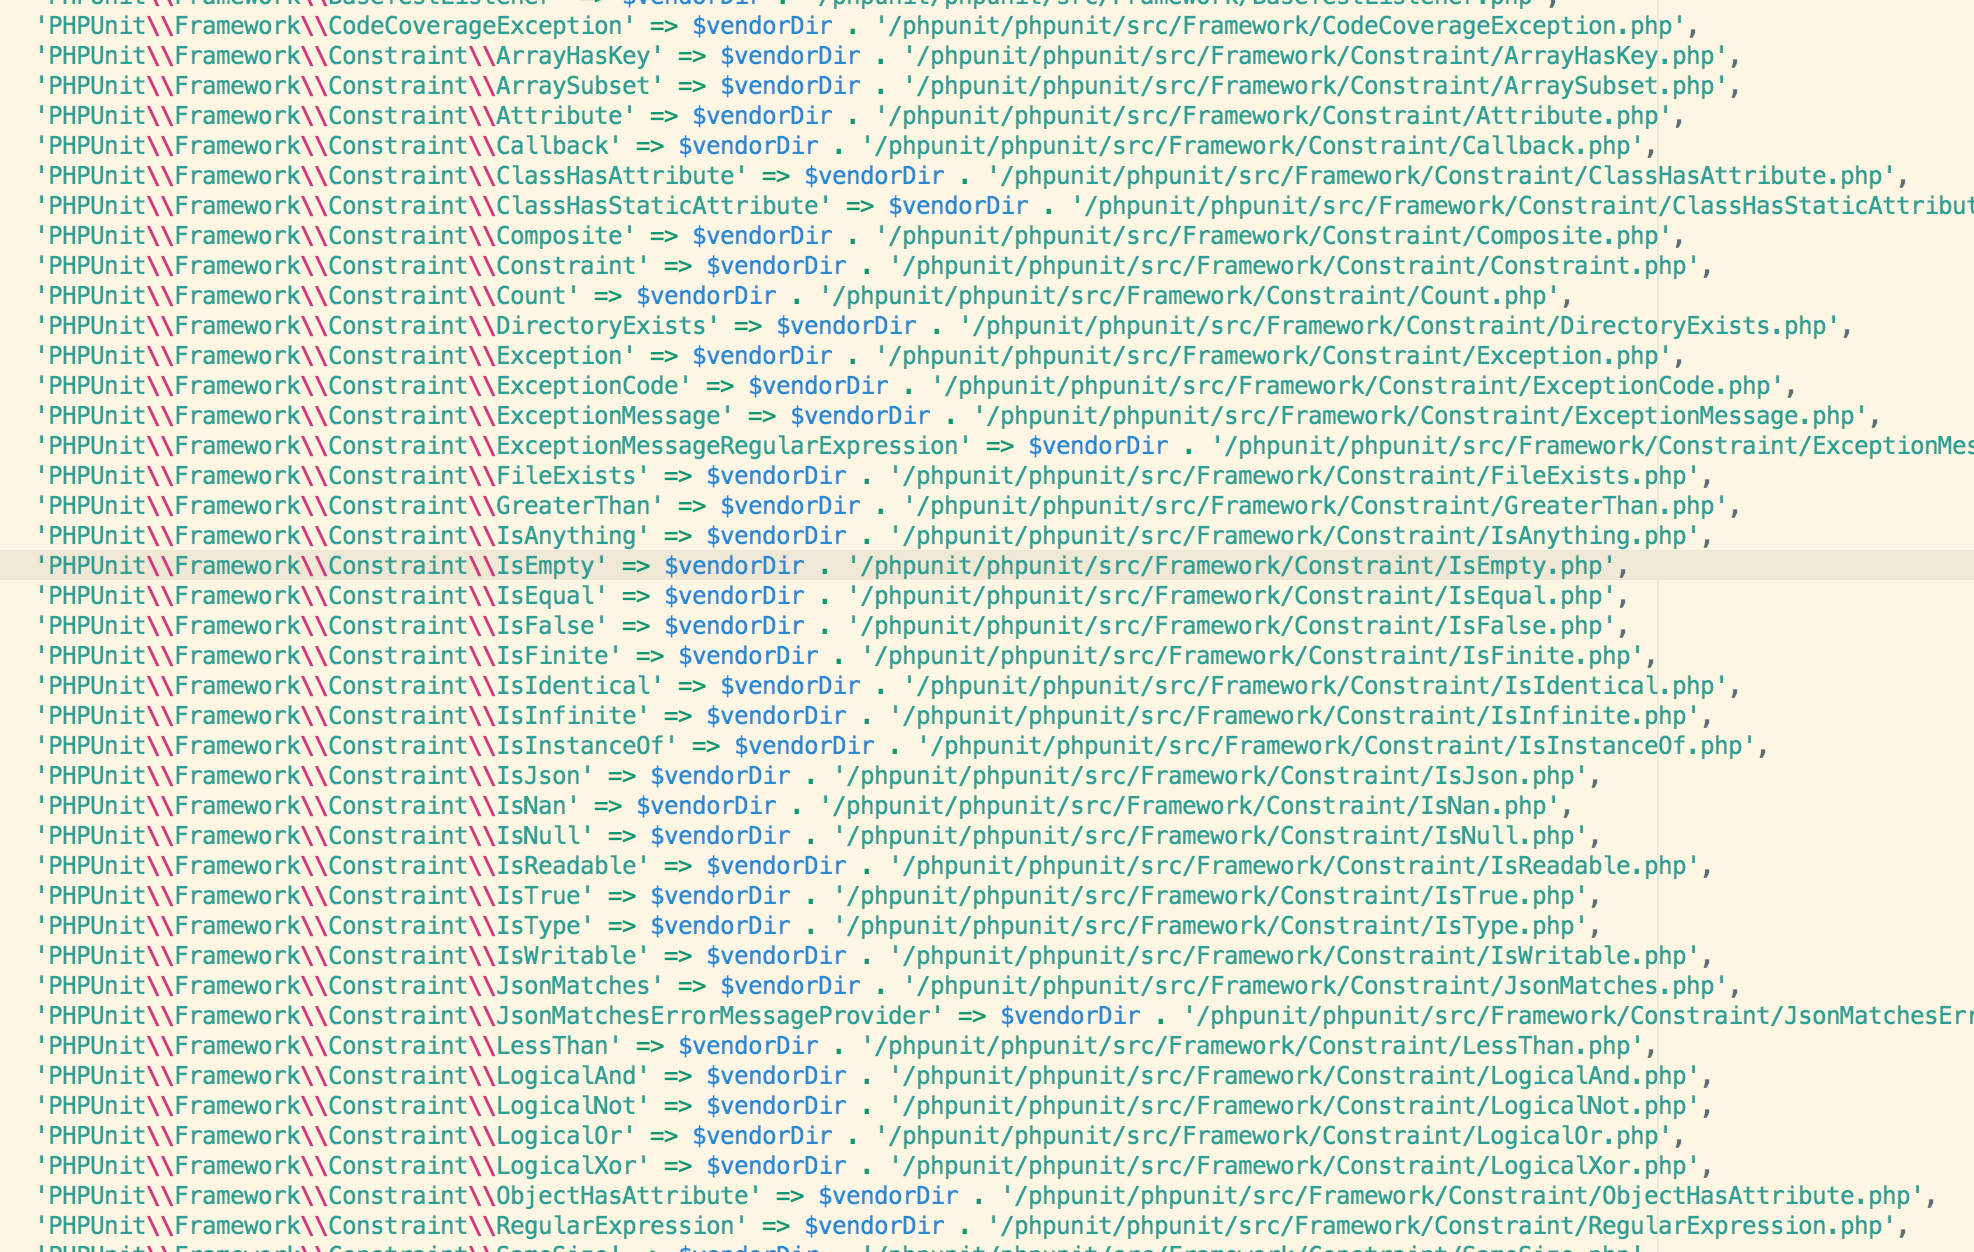 'PHPUnit\\Framework\\BaseTestListener' => $vendorDir . '/phpunit/phpunit/src/Framework/BaseTestListener.php',
'PHPUnit\\Framework\\CodeCoverageException' => $vendorDir . '/phpunit/phpunit/src/Framework/CodeCoverageException.php',
'PHPUnit\\Framework\\Constraint\\ArrayHasKey' => $vendorDir . '/phpunit/phpunit/src/Framework/Constraint/ArrayHasKey.php',
'PHPUnit\\Framework\\Constraint\\ArraySubset' => $vendorDir . '/phpunit/phpunit/src/Framework/Constraint/ArraySubset.php',
'PHPUnit\\Framework\\Constraint\\Attribute' => $vendorDir . '/phpunit/phpunit/src/Framework/Constraint/Attribute.php',
'PHPUnit\\Framework\\Constraint\\Callback' => $vendorDir . '/phpunit/phpunit/src/Framework/Constraint/Callback.php',
'PHPUnit\\Framework\\Constraint\\ClassHasAttribute' => $vendorDir . '/phpunit/phpunit/src/Framework/Constraint/ClassHasAttribute.php',
'PHPUnit\\Framework\\Constraint\\ClassHasStaticAttribute' => $vendorDir . '/phpunit/phpunit/src/Framework/Constraint/ClassHasStaticAttribut
'PHPUnit\\Framework\\Constraint\\Composite' => $vendorDir . '/phpunit/phpunit/src/Framework/Constraint/Composite.php',
'PHPUnit\\Framework\\Constraint\\Constraint' => $vendorDir . '/phpunit/phpunit/src/Framework/Constraint/Constraint.php',
'PHPUnit\\Framework\\Constraint\\Count' => $vendorDir . '/phpunit/phpunit/src/Framework/Constraint/Count.php',
'PHPUnit\\Framework\\Constraint\\DirectoryExists' => $vendorDir . '/phpunit/phpunit/src/Framework/Constraint/DirectoryExists.php',
'PHPUnit\\Framework\\Constraint\\Exception' => $vendorDir . '/phpunit/phpunit/src/Framework/Constraint/Exception.php',
'PHPUnit\\Framework\\Constraint\\ExceptionCode' => $vendorDir . '/phpunit/phpunit/src/Framework/Constraint/ExceptionCode.php',
'PHPUnit\\Framework\\Constraint\\ExceptionMessage' => $vendorDir . '/phpunit/phpunit/src/Framework/Constraint/ExceptionMessage.php',
'PHPUnit\\Framework\\Constraint\\ExceptionMessageRegularExpression' => $vendorDir . '/phpunit/phpunit/src/Framework/Constraint/ExceptionMes
'PHPUnit\\Framework\\Constraint\\FileExists' => $vendorDir . '/phpunit/phpunit/src/Framework/Constraint/FileExists.php',
'PHPUnit\\Framework\\Constraint\\GreaterThan' => $vendorDir . '/phpunit/phpunit/src/Framework/Constraint/GreaterThan.php',
'PHPUnit\\Framework\\Constraint\\IsAnything' => $vendorDir . '/phpunit/phpunit/src/Framework/Constraint/IsAnything.php',
'PHPUnit\\Framework\\Constraint\\IsEmpty' => $vendorDir . '/phpunit/phpunit/src/Framework/Constraint/IsEmpty.php',
'PHPUnit\\Framework\\Constraint\\IsEqual' => $vendorDir . '/phpunit/phpunit/src/Framework/Constraint/IsEqual.php',
'PHPUnit\\Framework\\Constraint\\IsFalse' => $vendorDir . '/phpunit/phpunit/src/Framework/Constraint/IsFalse.php',
'PHPUnit\\Framework\\Constraint\\IsFinite' => $vendorDir . '/phpunit/phpunit/src/Framework/Constraint/IsFinite.php',
'PHPUnit\\Framework\\Constraint\\IsIdentical' => $vendorDir . '/phpunit/phpunit/src/Framework/Constraint/IsIdentical.php',
'PHPUnit\\Framework\\Constraint\\IsInfinite' => $vendorDir . '/phpunit/phpunit/src/Framework/Constraint/IsInfinite.php',
'PHPUnit\\Framework\\Constraint\\IsInstanceOf' => $vendorDir . '/phpunit/phpunit/src/Framework/Constraint/IsInstanceOf.php',
'PHPUnit\\Framework\\Constraint\\IsJson' => $vendorDir . '/phpunit/phpunit/src/Framework/Constraint/IsJson.php',
'PHPUnit\\Framework\\Constraint\\IsNan' => $vendorDir . '/phpunit/phpunit/src/Framework/Constraint/IsNan.php',
'PHPUnit\\Framework\\Constraint\\IsNull' => $vendorDir . '/phpunit/phpunit/src/Framework/Constraint/IsNull.php',
'PHPUnit\\Framework\\Constraint\\IsReadable' => $vendorDir . '/phpunit/phpunit/src/Framework/Constraint/IsReadable.php',
'PHPUnit\\Framework\\Constraint\\IsTrue' => $vendorDir . '/phpunit/phpunit/src/Framework/Constraint/IsTrue.php',
'PHPUnit\\Framework\\Constraint\\IsType' => $vendorDir . '/phpunit/phpunit/src/Framework/Constraint/IsType.php',
'PHPUnit\\Framework\\Constraint\\IsWritable' => $vendorDir . '/phpunit/phpunit/src/Framework/Constraint/IsWritable.php',
'PHPUnit\\Framework\\Constraint\\JsonMatches' => $vendorDir . '/phpunit/phpunit/src/Framework/Constraint/JsonMatches.php',
'PHPUnit\\Framework\\Constraint\\JsonMatchesErrorMessageProvider' => $vendorDir . '/phpunit/phpunit/src/Framework/Constraint/JsonMatchesErr
'PHPUnit\\Framework\\Constraint\\LessThan' => $vendorDir . '/phpunit/phpunit/src/Framework/Constraint/LessThan.php',
'PHPUnit\\Framework\\Constraint\\LogicalAnd' => $vendorDir . '/phpunit/phpunit/src/Framework/Constraint/LogicalAnd.php',
'PHPUnit\\Framework\\Constraint\\LogicalNot' => $vendorDir . '/phpunit/phpunit/src/Framework/Constraint/LogicalNot.php',
'PHPUnit\\Framework\\Constraint\\LogicalOr' => $vendorDir . '/phpunit/phpunit/src/Framework/Constraint/LogicalOr.php',
'PHPUnit\\Framework\\Constraint\\LogicalXor' => $vendorDir . '/phpunit/phpunit/src/Framework/Constraint/LogicalXor.php',
'PHPUnit\\Framework\\Constraint\\ObjectHasAttribute' => $vendorDir . '/phpunit/phpunit/src/Framework/Constraint/ObjectHasAttribute.php',
'PHPUnit\\Framework\\Constraint\\RegularExpression' => $vendorDir . '/phpunit/phpunit/src/Framework/Constraint/RegularExpression.php',
'PHPUnit\\Framework\\Constraint\\SameSize' => $vendorDir . '/phpunit/phpunit/src/Framework/Constraint/SameSize.php',